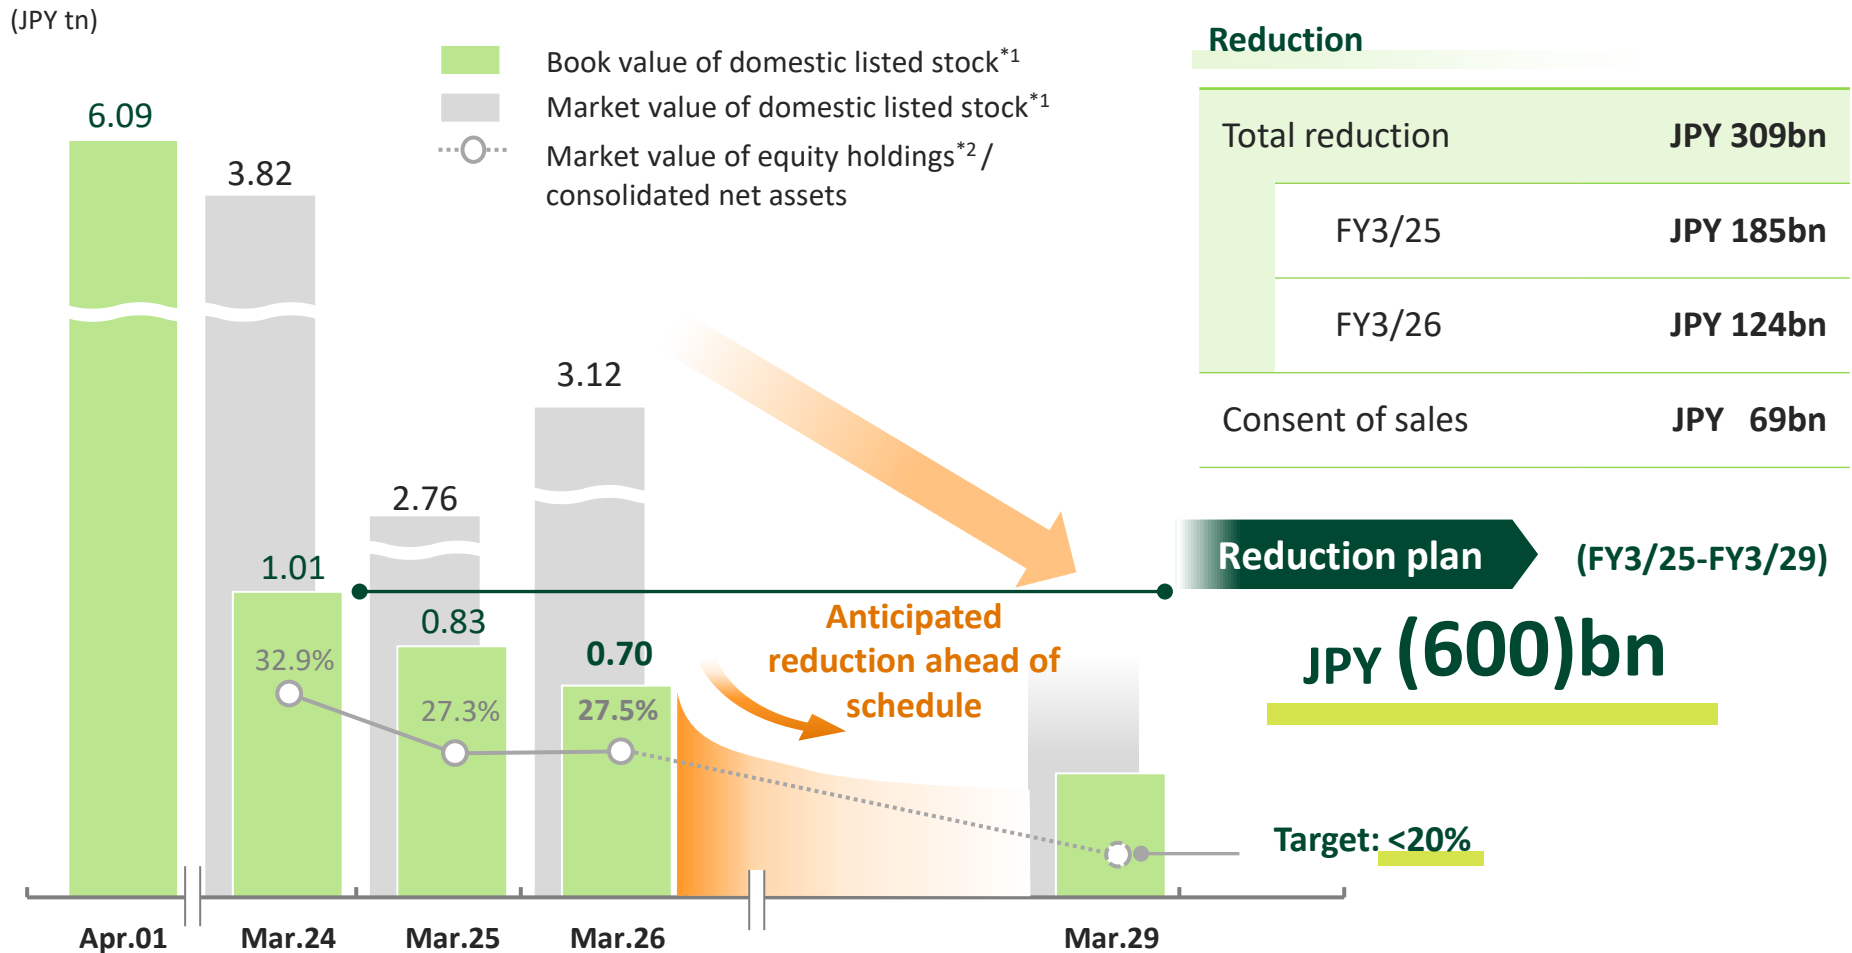 (JPY tn)
Book value of domestic listed stock*1
Market value of domestic listed stock*1
Market value of equity holdings*2 /
consolidated net assets
6.09
3.82
1.01
32.9%
2.76
0.83
27.3%
3.12
0.70
27.5%
Anticipated
reduction ahead of
schedule
Apr.01
Mar.24
Mar.25
Mar.26
Mar.29
Reduction
Total reduction JPY 309bn
FY3/25 JPY 185bn
FY3/26 JPY 124bn
Consent of sales JPY 69bn
Reduction plan (FY3/25-FY3/29)
JPY (600)bn
Target: <20%